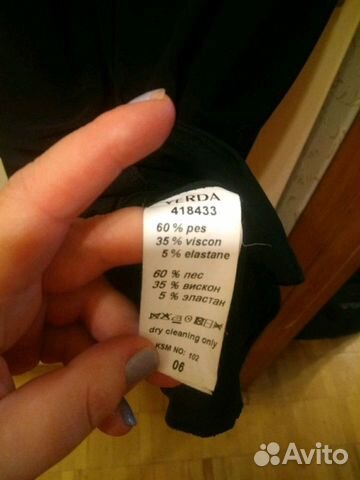 VERDA
418433
60 % pes
35 % viscon
5 % elastane
60 % пес
35 % вискон
5 % эластан
dry cleaning only
KSM NO: 102
06
Avito